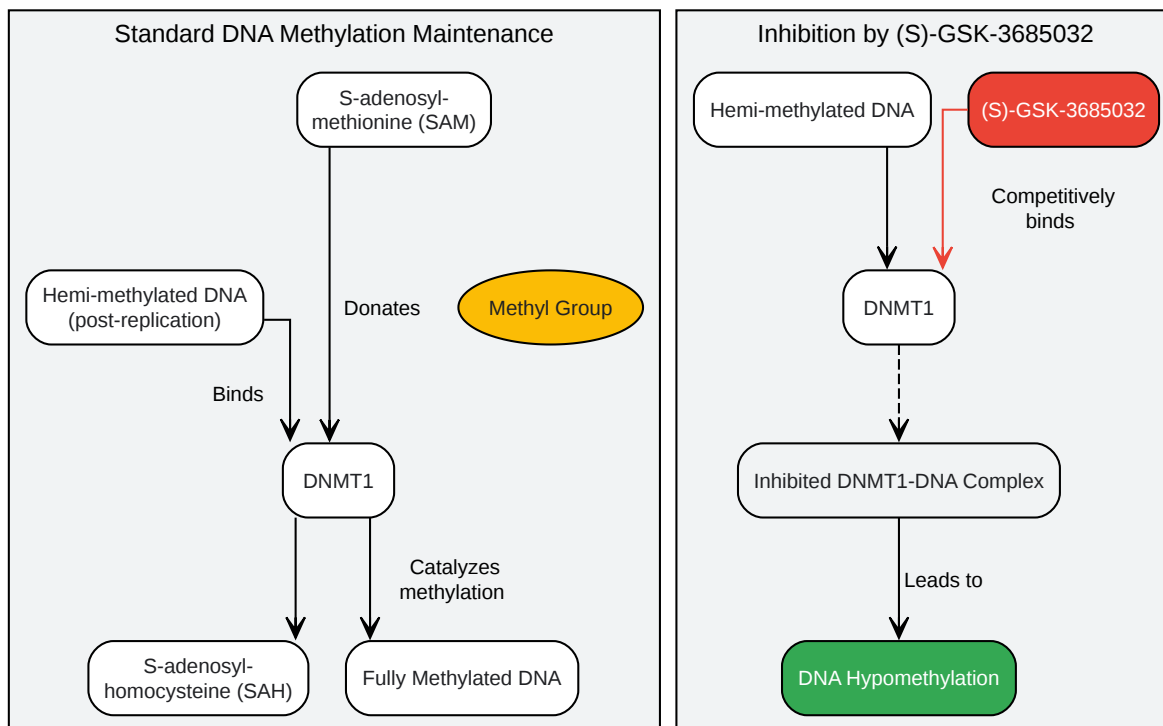 Standard DNA Methylation Maintenance
S-adenosyl-
methionine (SAM)
Hemi-methylated DNA
(post-replication)
Donates
Methyl Group
Binds
DNMT1
Catalyzes
methylation
S-adenosyl-
homocysteine (SAH)
Fully Methylated DNA
Inhibition by (S)-GSK-3685032
Hemi-methylated DNA
(S)-GSK-3685032
Competitively
binds
DNMT1
Inhibited DNMT1-DNA Complex
Leads to
DNA Hypomethylation